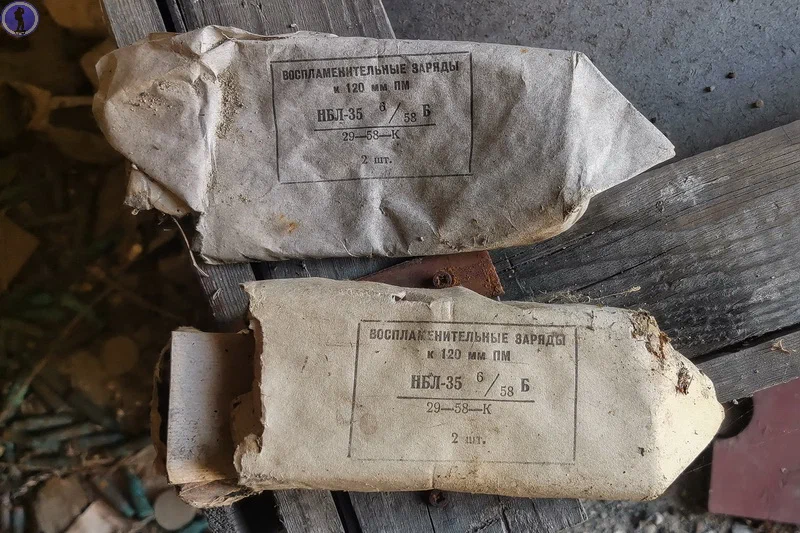 ВОСПЛАМЕНИТЕЛЬНЫЕ ЗАРЯДЫ
к 120 мм ПМ
НБЛ-35 6/58 Б
29—58—К
2 шт.
ВОСПЛАМЕНИТЕЛЬНЫЕ ЗАРЯДЫ
к 120 мм ПМ
НБЛ-35 6/58 Б
29—58—К
2 шт.